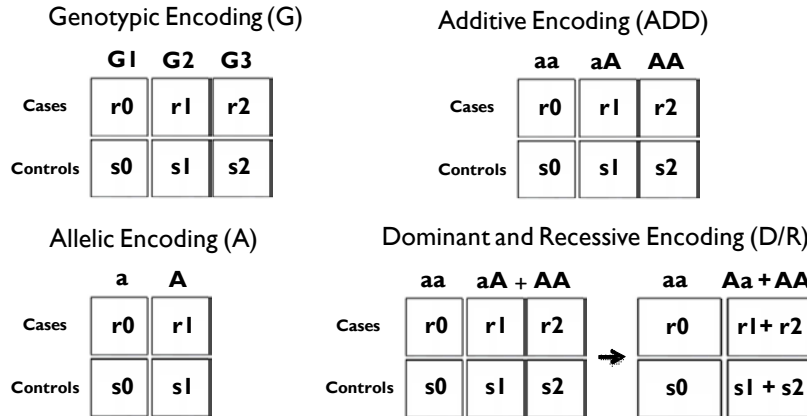 Genotypic Encoding (G)
G1 G2 G3
Cases r0 r1 r2
Controls s0 s1 s2
Additive Encoding (ADD)
aa aA AA
Cases r0 r1 r2
Controls s0 s1 s2
Allelic Encoding (A)
a A
Cases r0 r1
Controls s0 s1
Dominant and Recessive Encoding (D/R)
aa aA + AA aa Aa + AA
Cases r0 r1 r2 r0 r1 + r2
Controls s0 s1 s2 s0 s1 + s2